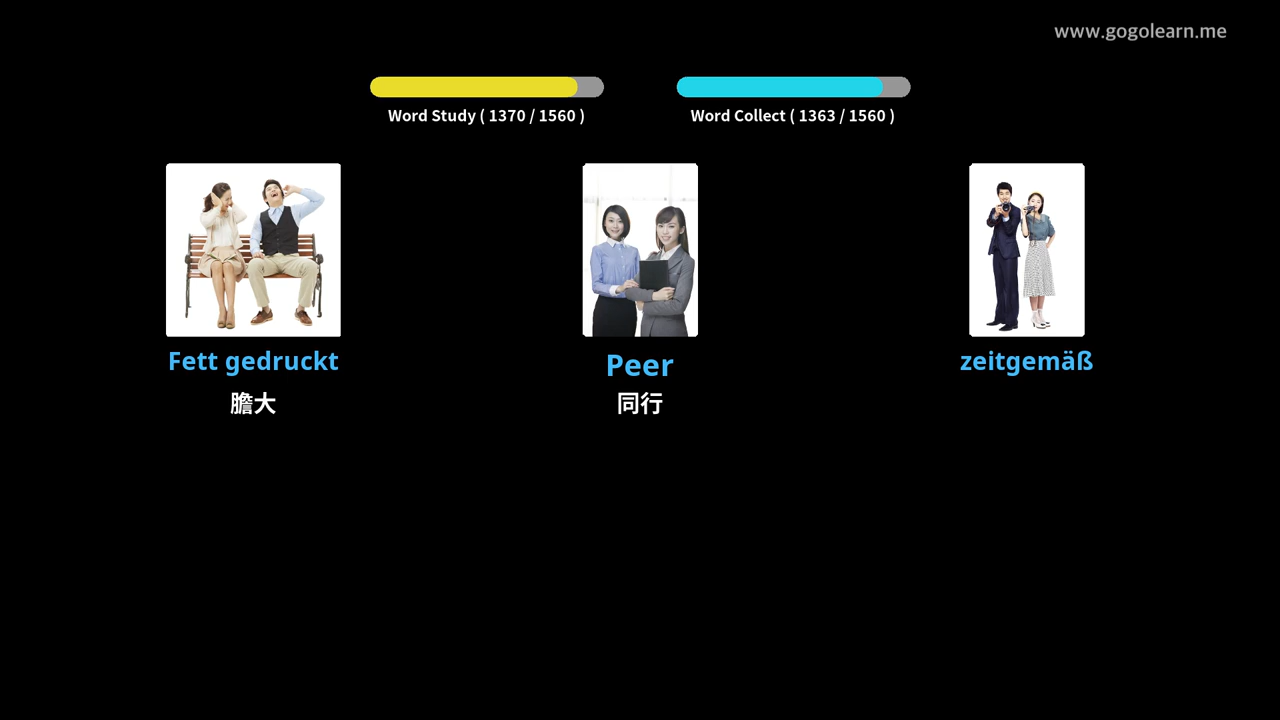 www.gogolearn.me
Word Study ( 1370 / 1560 )
Word Collect ( 1363 / 1560 )
Fett gedruckt
膽大
Peer
同行
zeitgemäß